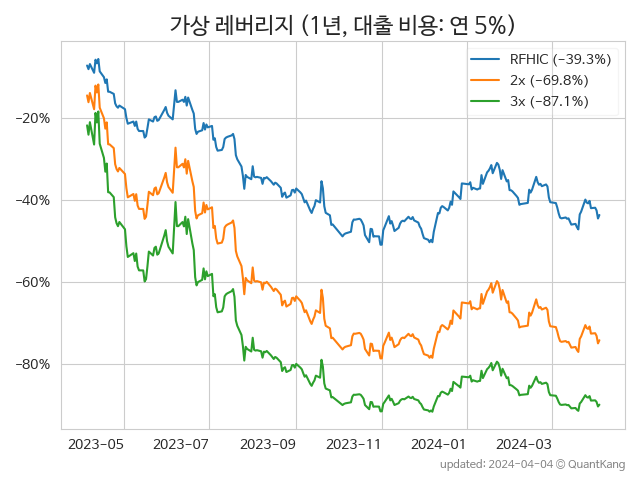 가상 레버리지 (1년, 대출 비용: 연 5%)
RFHIC (−39.3%)
2x (−69.8%)
3x (−87.1%)
−20%
−40%
−60%
−80%
2023-05 2023-07 2023-09 2023-11 2024-01 2024-03
updated: 2024-04-04 © QuantKang